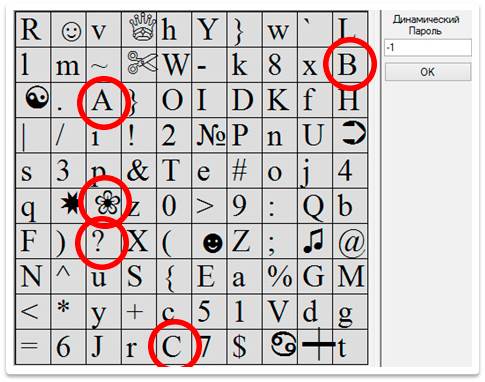 R ☺ v ♕ h Y } w ` L
l m ~ ✄ W - k 8 x B
☯ . A } O I D K f H
| / i ! 2 № P n U ➲
s 3 p & T e # o j 4
q ✷ ❀ z 0 > 9 : Q b
F ) ? X ( ☻ Z ; ♫ @
N ^ u S { E a % G M
< * y + c 5 1 V d g
= 6 J r C 7 $ ♋ ┼ t
Динамический
Пароль
-1
OK